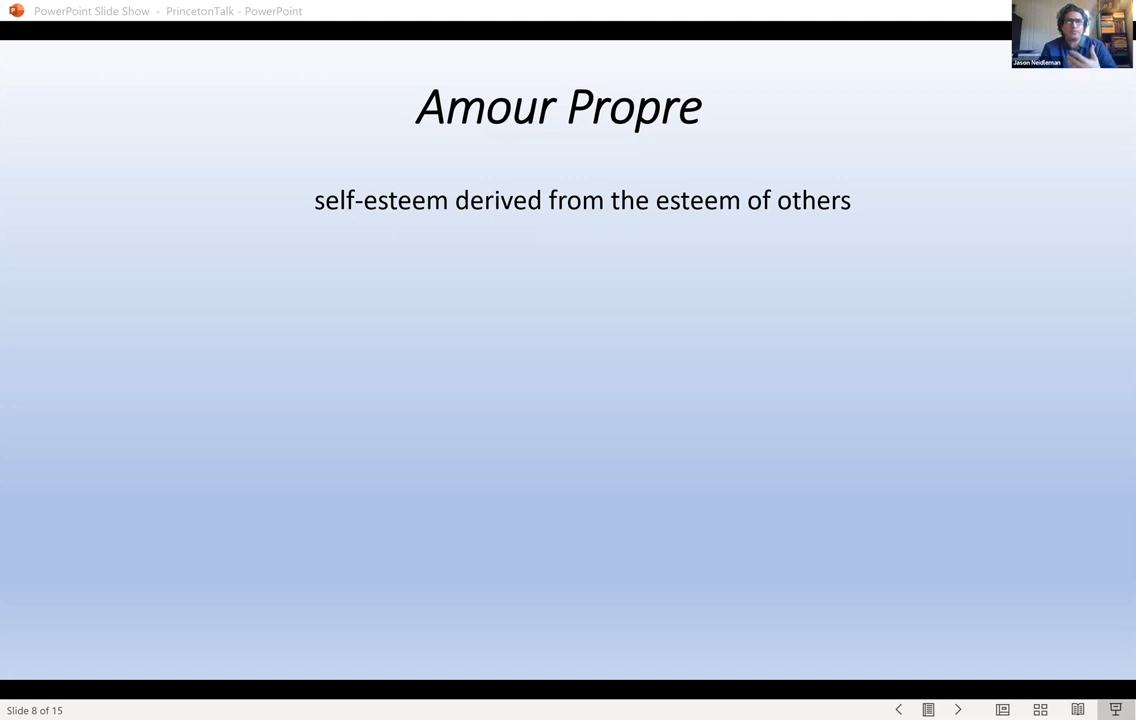 PowerPoint Slide Show - PrincetonTalk - PowerPoint
Jason Neidleman
Amour Propre
self-esteem derived from the esteem of others
Slide 8 of 15